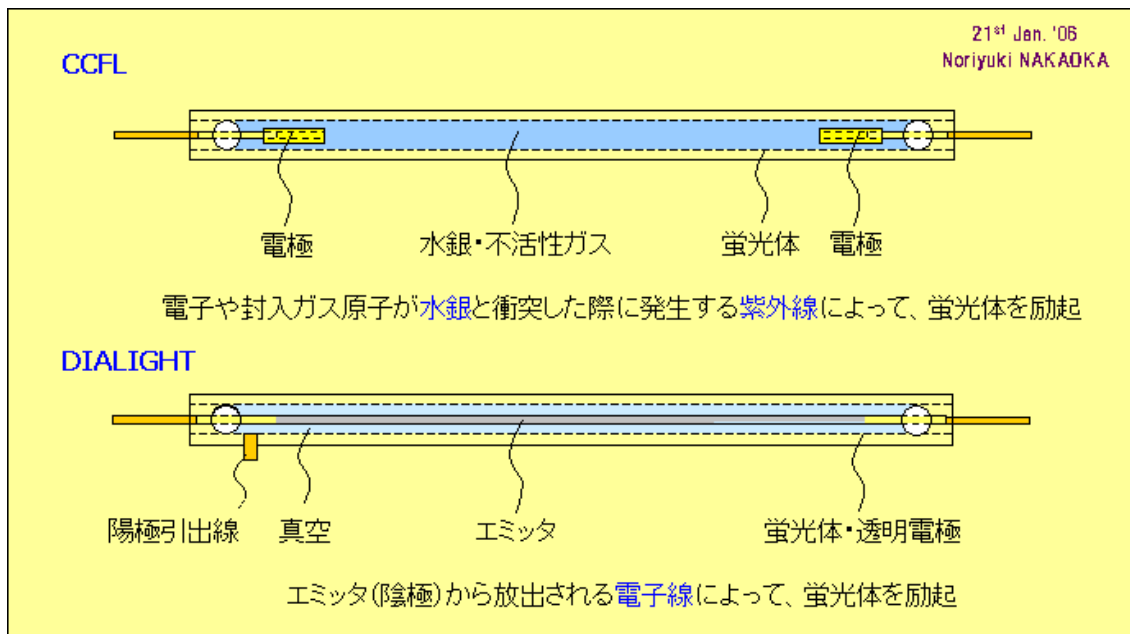 21st Jan. '06
Noriyuki NAKAOKA
CCFL
電極
水銀・不活性ガス
蛍光体
電極
電子や封入ガス原子が水銀と衝突した際に発生する紫外線によって、蛍光体を励起
DIALIGHT
陽極引出線
真空
エミッタ
蛍光体・透明電極
エミッタ(陰極)から放出される電子線によって、蛍光体を励起